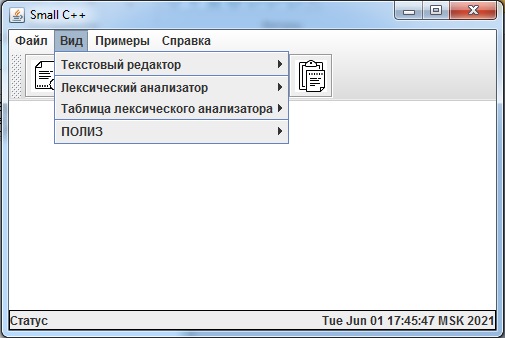 Small C++
Файл Вид Примеры Справка
Текстовый редактор
Лексический анализатор
Таблица лексического анализатора
ПОЛИЗ
Статус Tue Jun 01 17:45:47 MSK 2021